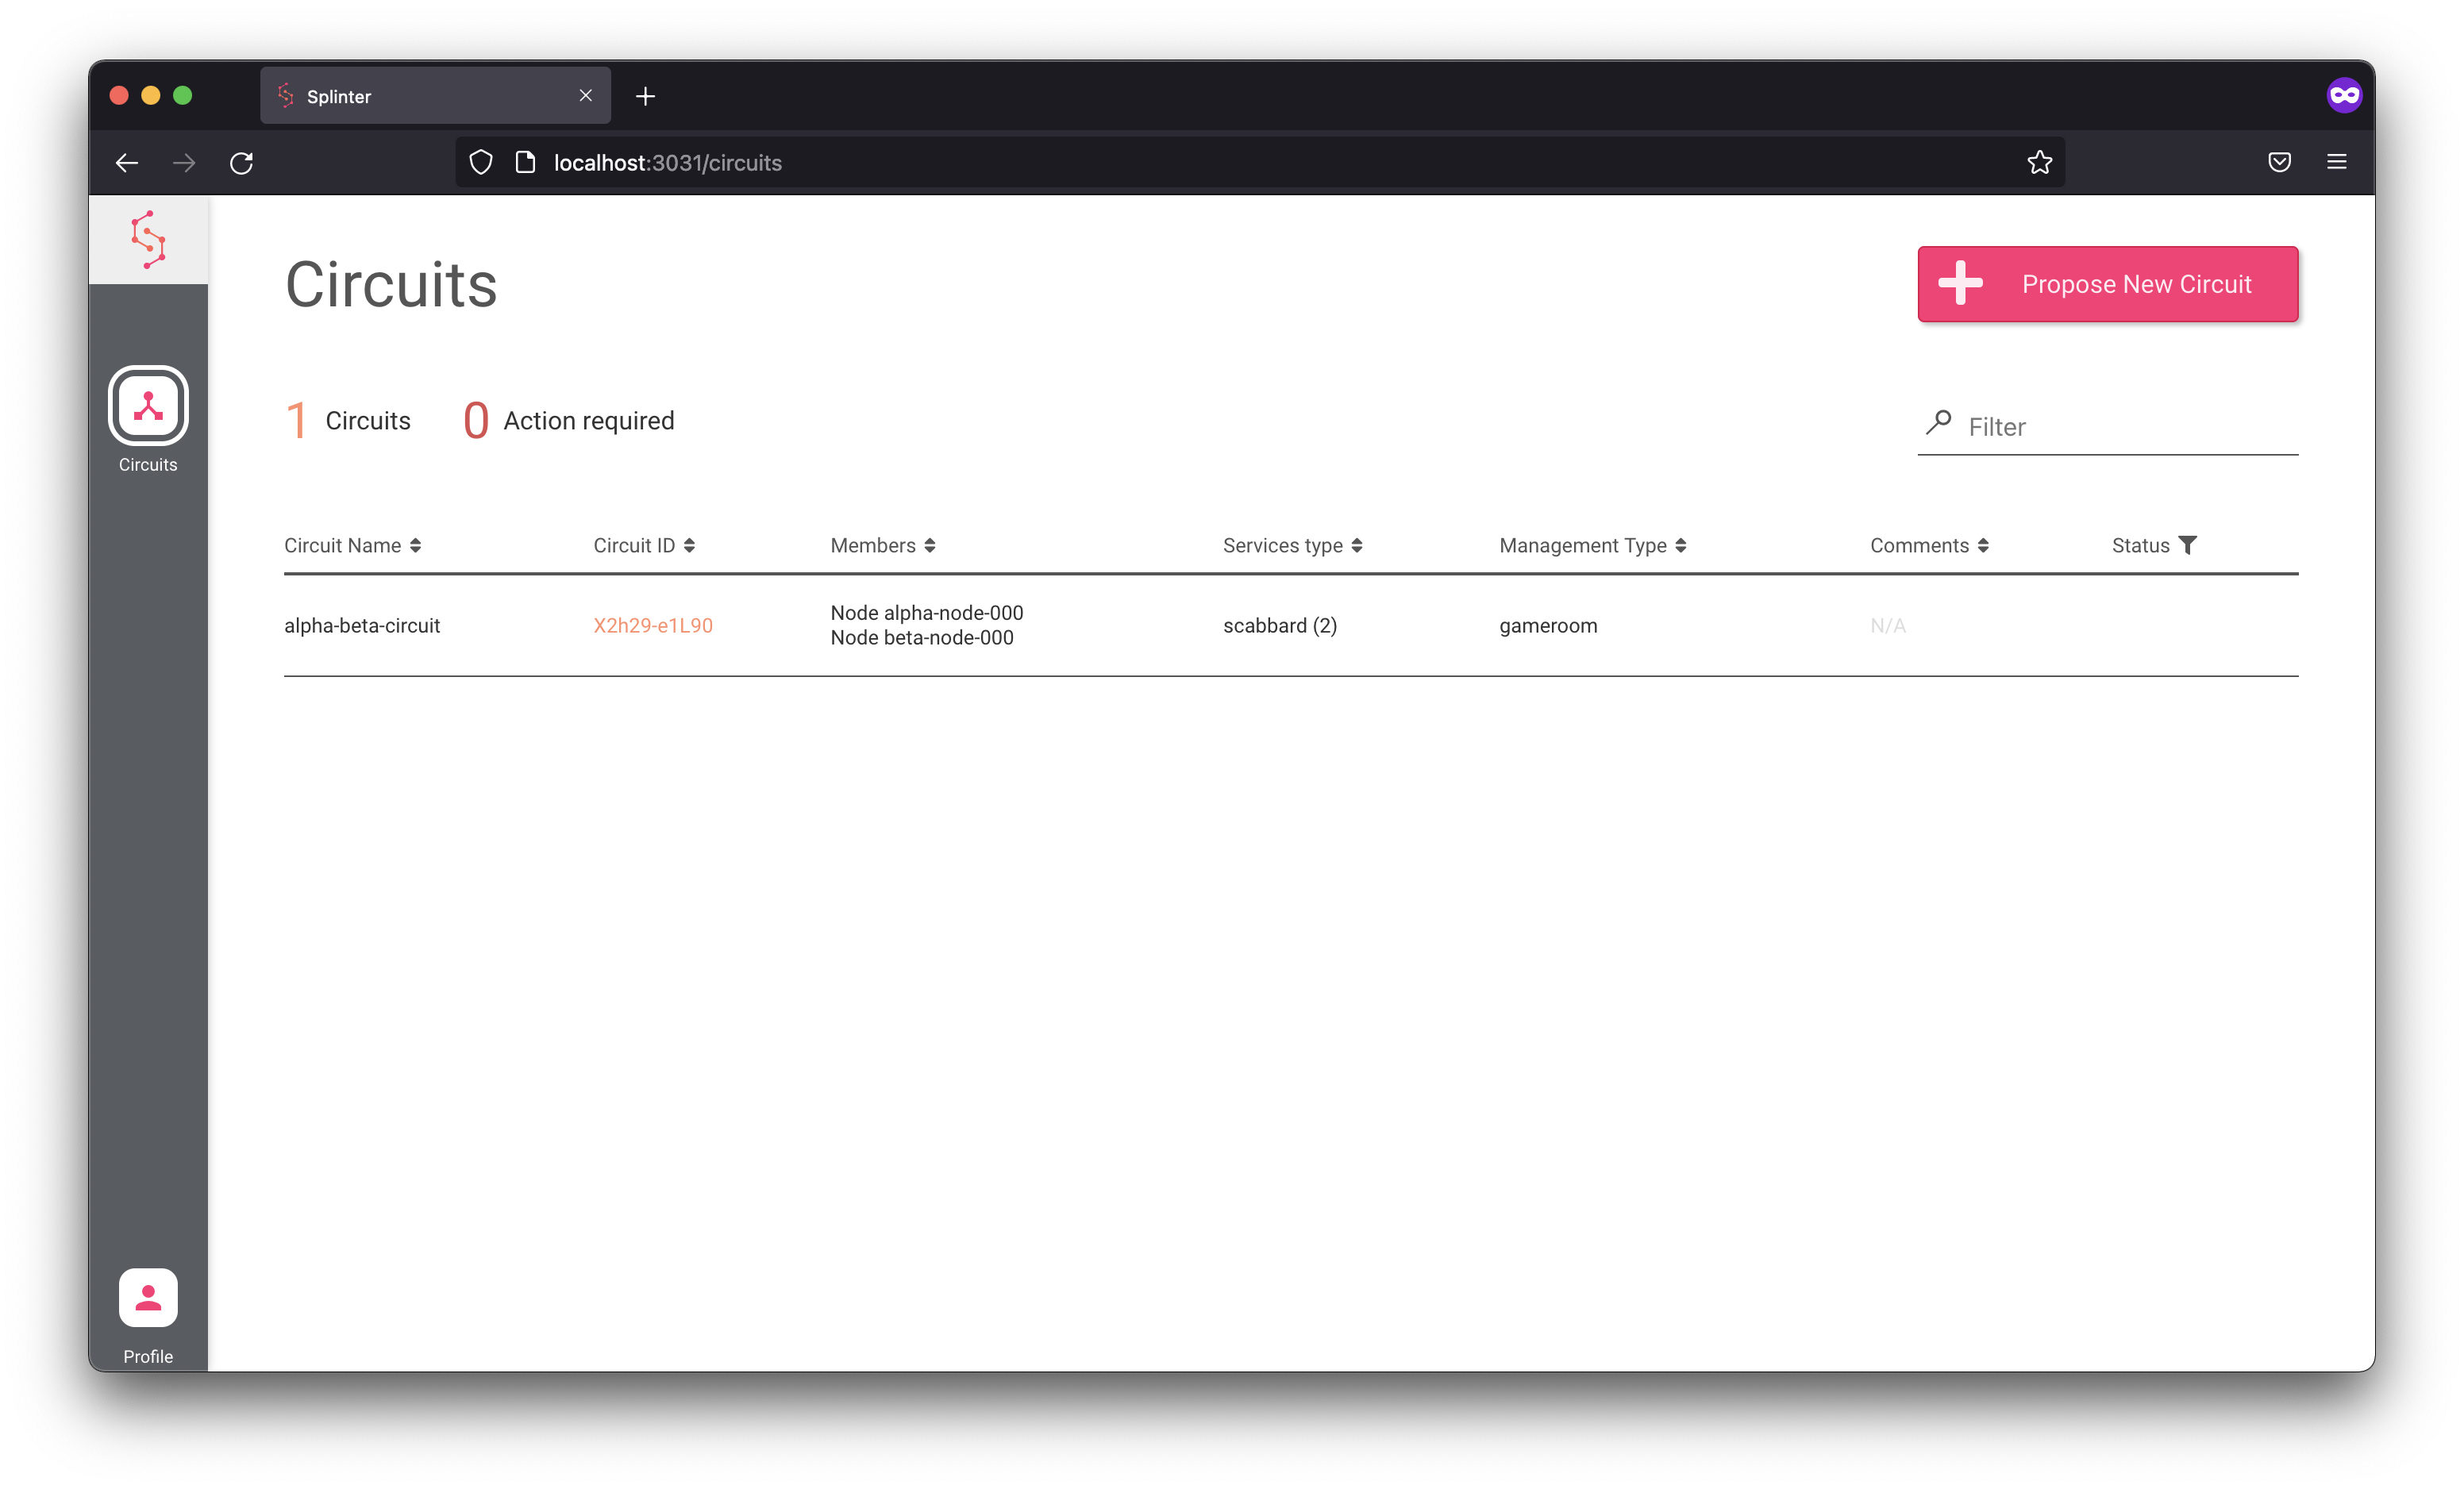 Splinter
localhost:3031/circuits
Circuits
Propose New Circuit
1 Circuits 0 Action required
Filter
Circuits
Circuit Name Circuit ID Members Services type Management Type Comments Status
alpha-beta-circuit X2h29-e1L90 Node alpha-node-000 scabbard (2) gameroom N/A
Node beta-node-000
Profile